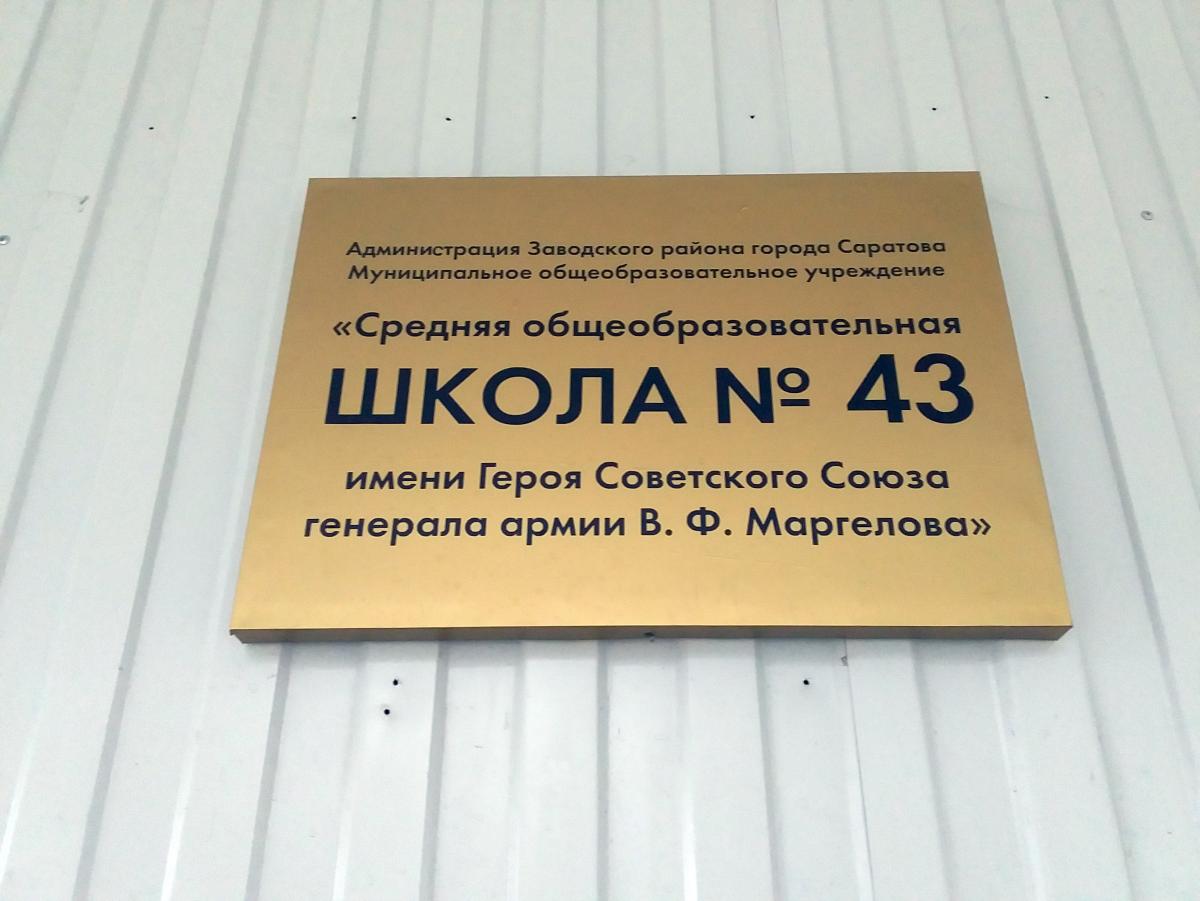 Администрация Заводского района города Саратова
Муниципальное общеобразовательное учреждение
«Средняя общеобразовательная
ШКОЛА № 43
имени Героя Советского Союза
генерала армии В. Ф. Маргелова»